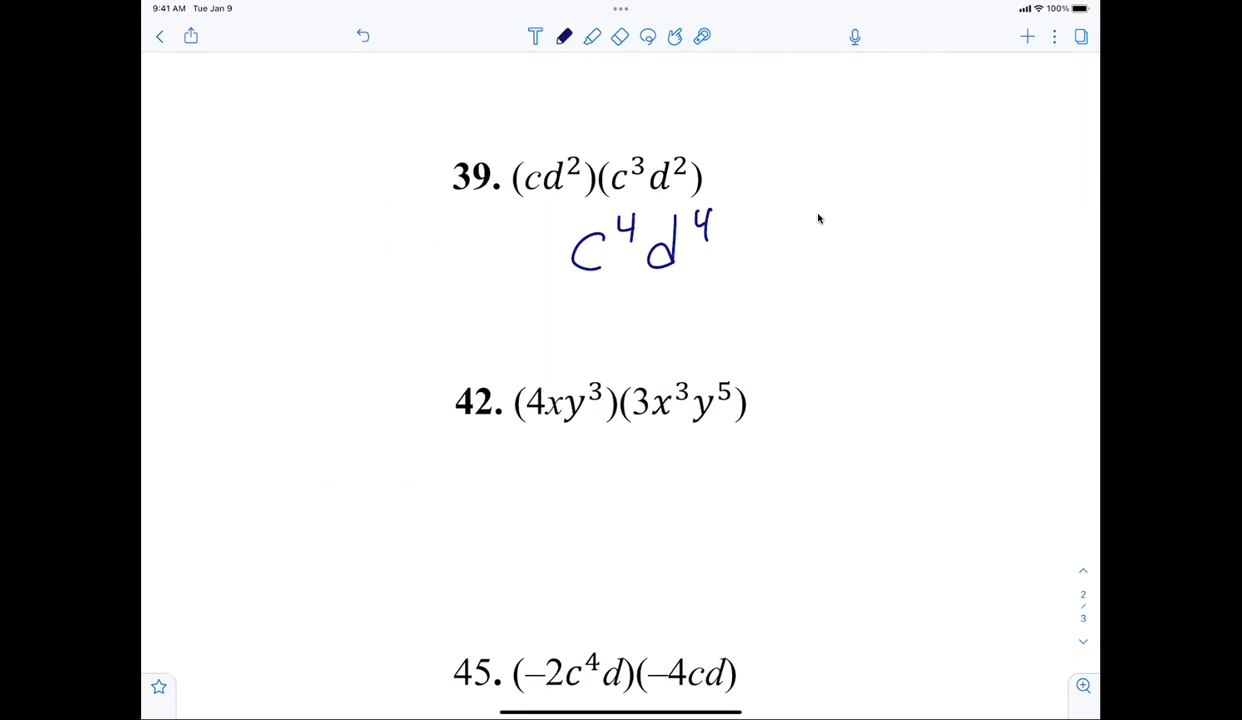 9:41 AM Tue Jan 9
100%
39. (cd²)(c³d²)
c⁴d⁴
42. (4xy³)(3x³y⁵)
2
/
3
45. (–2c⁴d)(–4cd)